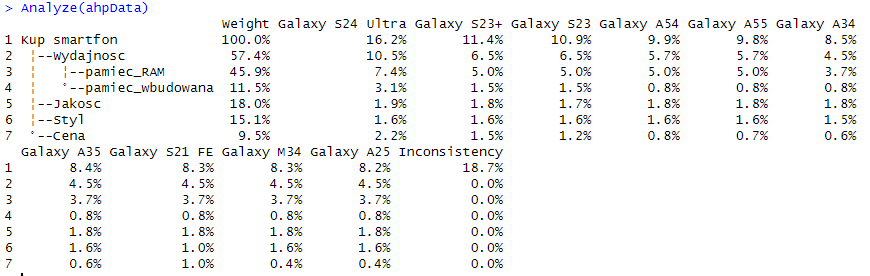 > Analyze(ahpData)
                          Weight Galaxy S24 Ultra Galaxy S23+ Galaxy S23 Galaxy A54 Galaxy A55 Galaxy A34
1 Kup smartfon            100.0%            16.2%       11.4%      10.9%       9.9%       9.8%       8.5%
2  ¦--Wydajnosc            57.4%            10.5%        6.5%       6.5%       5.7%       5.7%       4.5%
3  ¦   ¦--pamiec_RAM       45.9%             7.4%        5.0%       5.0%       5.0%       5.0%       3.7%
4  ¦   °--pamiec_wbudowana 11.5%             3.1%        1.5%       1.5%       0.8%       0.8%       0.8%
5  ¦--Jakosc               18.0%             1.9%        1.8%       1.7%       1.8%       1.8%       1.8%
6  ¦--Styl                 15.1%             1.6%        1.6%       1.6%       1.6%       1.6%       1.5%
7  °--Cena                  9.5%             2.2%        1.5%       1.2%       0.8%       0.7%       0.6%
  Galaxy A35 Galaxy S21 FE Galaxy M34 Galaxy A25 Inconsistency
1       8.4%          8.3%       8.3%       8.2%         18.7%
2       4.5%          4.5%       4.5%       4.5%          0.0%
3       3.7%          3.7%       3.7%       3.7%          0.0%
4       0.8%          0.8%       0.8%       0.8%          0.0%
5       1.8%          1.8%       1.8%       1.8%          0.0%
6       1.6%          1.0%       1.6%       1.6%          0.0%
7       0.6%          1.0%       0.4%       0.4%          0.0%